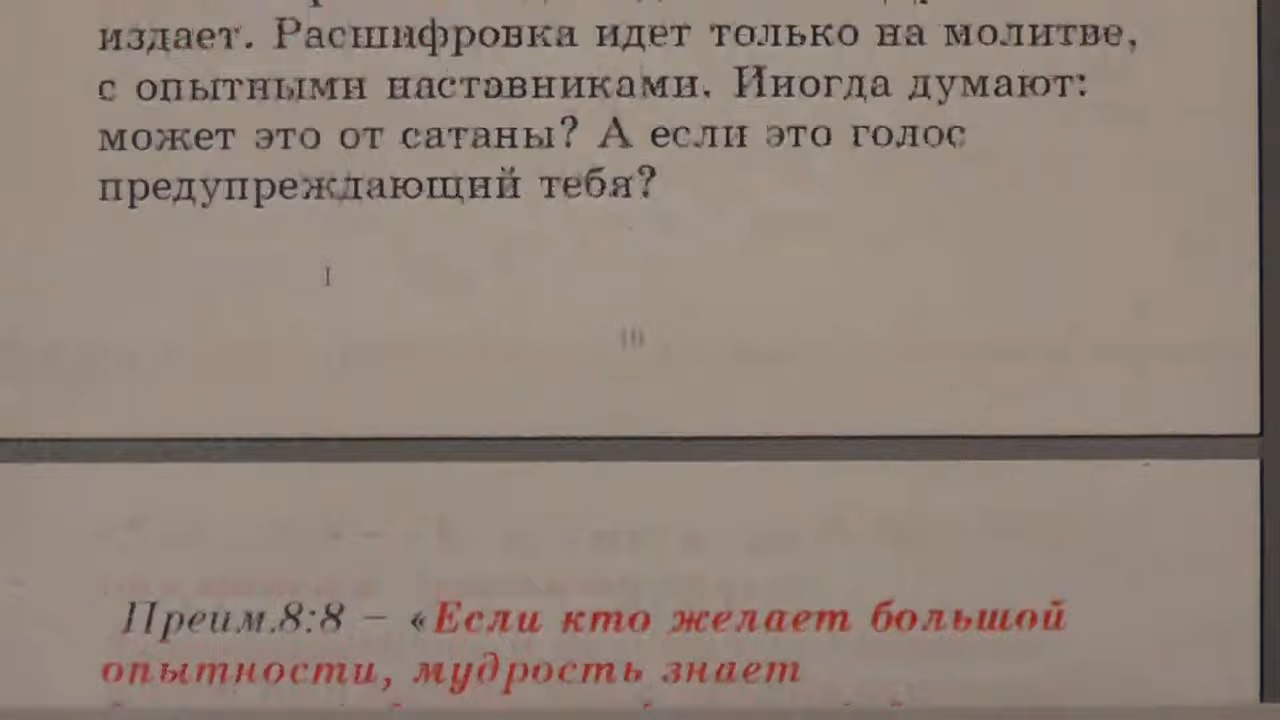 издает. Расшифровка идет только на молитве,
с опытными наставниками. Иногда думают:
может это от сатаны? А если это голос
предупреждающий тебя?
10
Преим.8:8 – «Если кто желает большой
опытности, мудрость знает